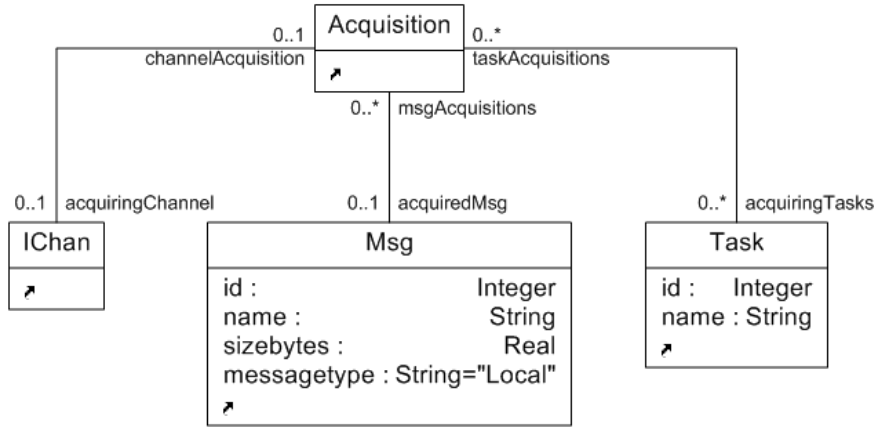 Acquisition
0..1
0..*
channelAcquisition
taskAcquisitions
0..*
msgAcquisitions
0..1
acquiringChannel
0..1
acquiredMsg
0..*
acquiringTasks
IChan
Msg
id : Integer
name : String
sizebytes : Real
messagetype : String="Local"
Task
id : Integer
name : String